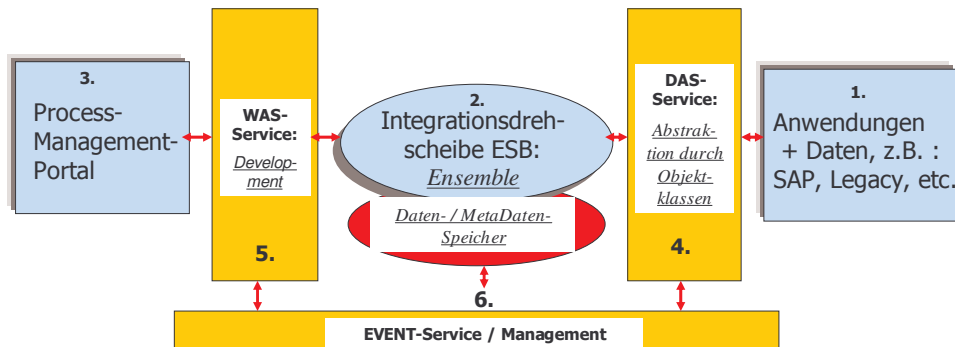 3.
Process-
Management-
Portal
WAS-
Service:
Develop-
ment
5.
2.
Integrationsdreh-
scheibe ESB:
Ensemble
Daten- / MetaDaten-
Speicher
6.
DAS-
Service:
Abstrak-
tion durch
Objekt-
klassen
4.
1.
Anwendungen
+ Daten, z.B. :
SAP, Legacy, etc.
EVENT-Service / Management